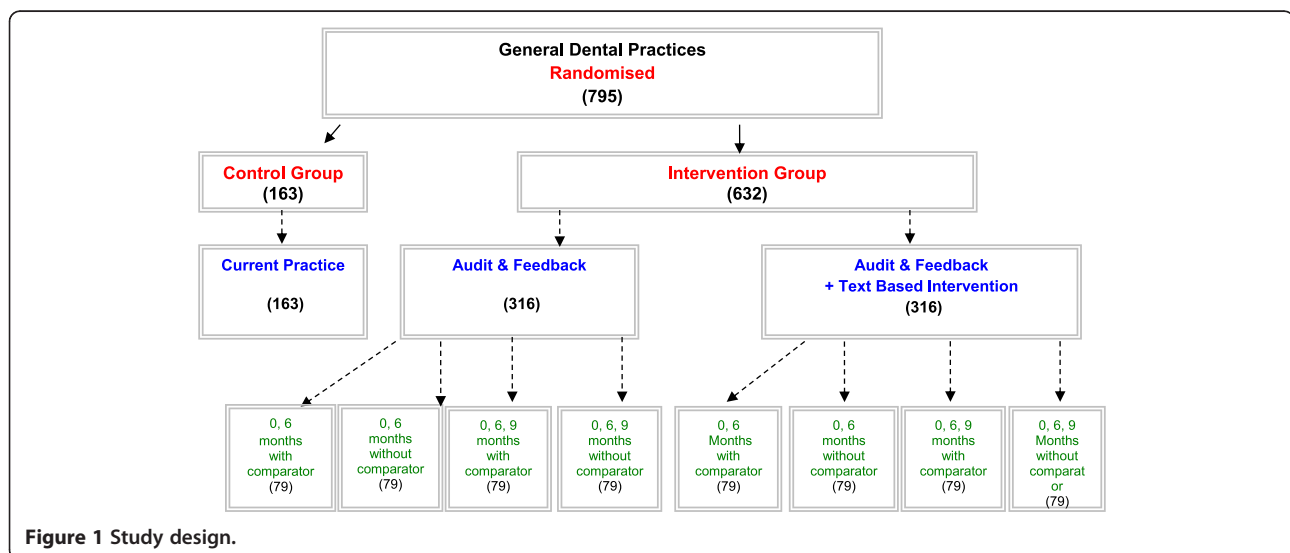 General Dental Practices
Randomised
(795)
Control Group
(163)
Intervention Group
(632)
Current Practice
(163)
Audit & Feedback
(316)
Audit & Feedback
+ Text Based Intervention
(316)
0, 6
months
with
comparator
(79)
0, 6
months
without
comparator
(79)
0, 6, 9
months
with
comparator
(79)
0, 6, 9
months
without
comparator
(79)
0, 6
Months
with
comparator
(79)
0, 6
months
without
comparator
(79)
0, 6, 9
months
with
comparator
(79)
0, 6, 9
Months
without
comparat
or
(79)
Figure 1 Study design.